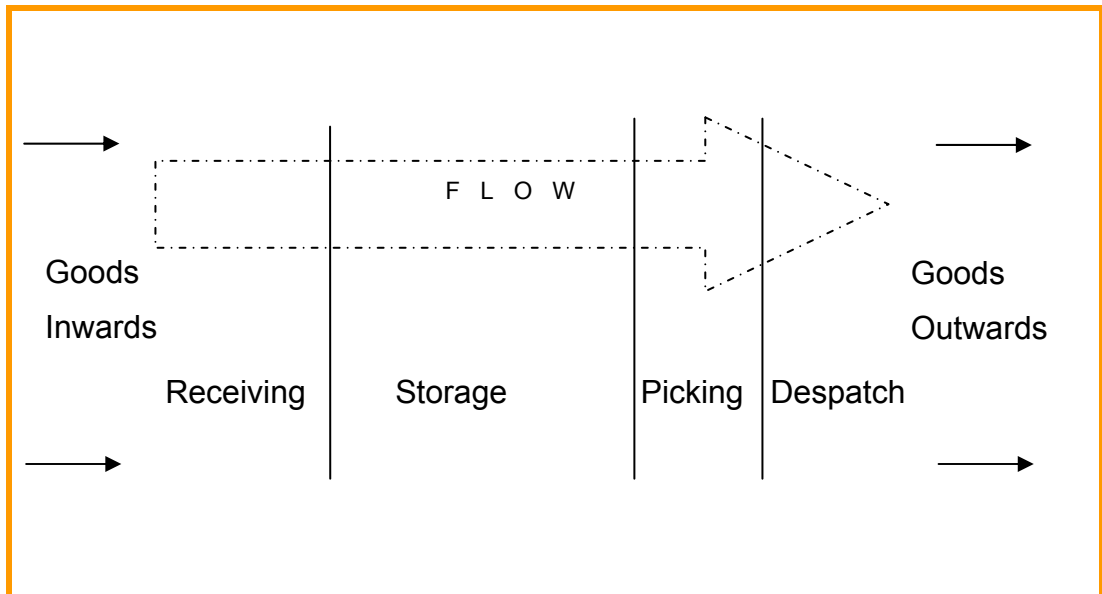 F L O W
Goods
Inwards
Goods
Outwards
Receiving
Storage
Picking
Despatch